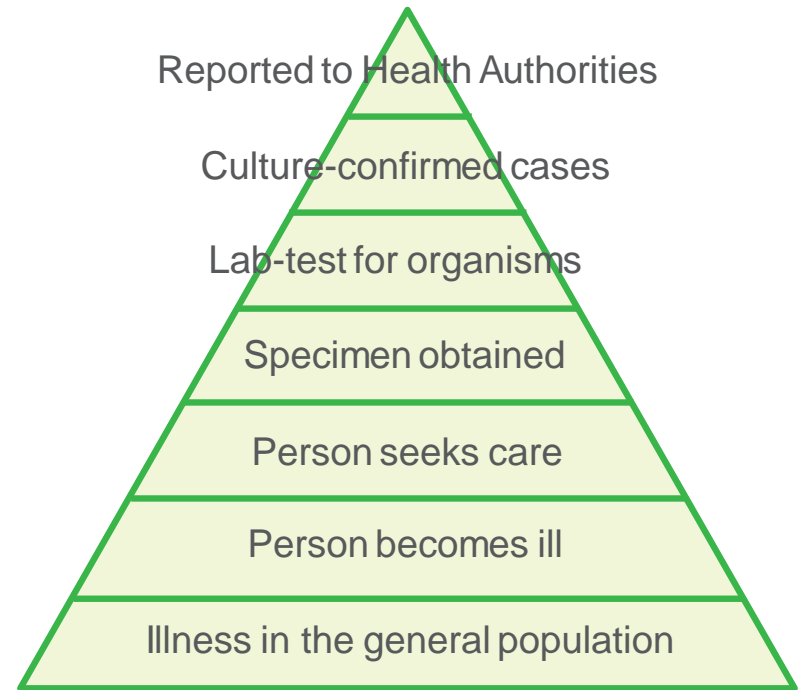 Reported to Health Authorities
Culture-confirmed cases
Lab-test for organisms
Specimen obtained
Person seeks care
Person becomes ill
Illness in the general population